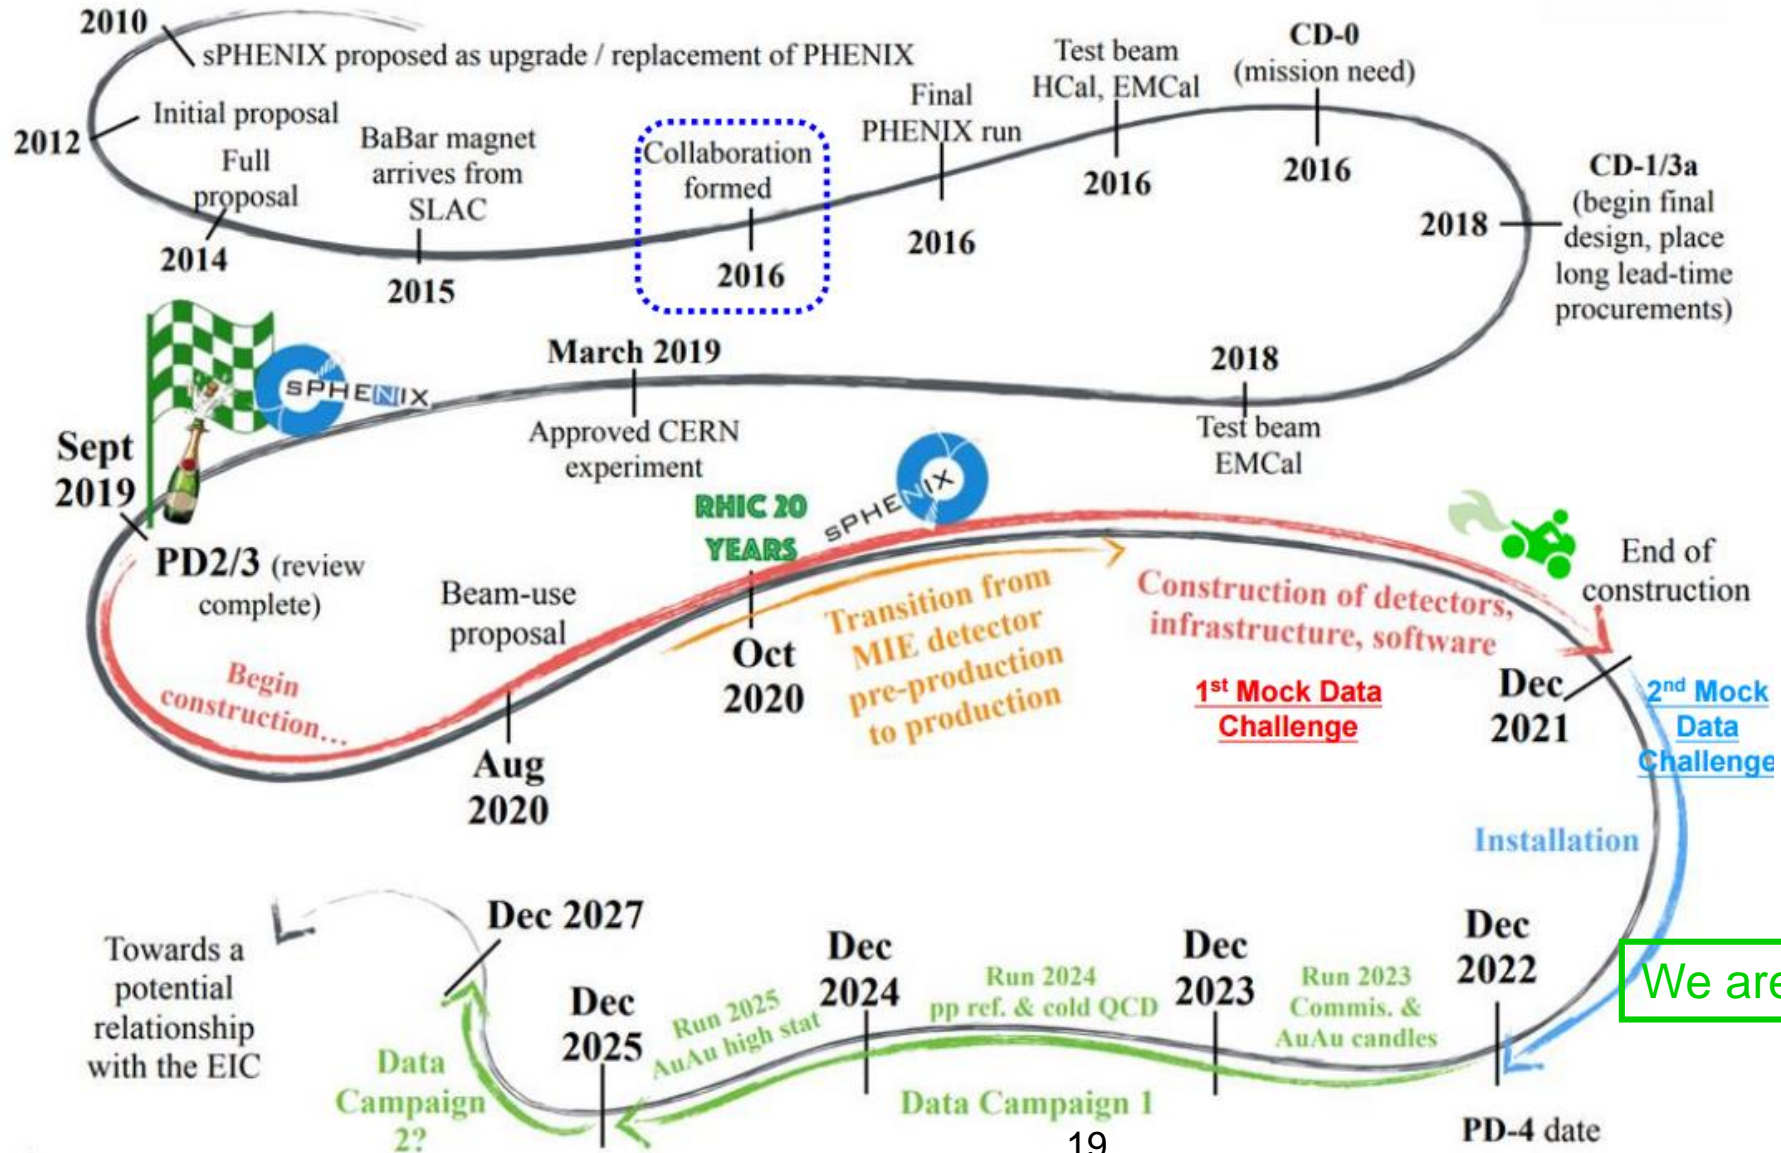 2010
sPHENIX proposed as upgrade / replacement of PHENIX
2012
Initial proposal
Full
proposal
2014
BaBar magnet
arrives from
SLAC
2015
Collaboration
formed
2016
Final
PHENIX run
2016
Test beam
HCal, EMCal
2016
CD-0
(mission need)
2016
CD-1/3a
(begin final
design, place
long lead-time
procurements)
2018
2018
Test beam
EMCal
March 2019
Approved CERN
experiment
sPHENIX
Sept
2019
PD2/3 (review
complete)
Begin
construction...
Beam-use
proposal
Aug
2020
RHIC 20
YEARS
sPHENIX
Oct
2020
Transition from
MIE detector
pre-production
to production
Construction of detectors,
infrastructure, software
1st Mock Data
Challenge
End of
construction
Dec
2021
2nd Mock
Data
Challenge
Installation
We are
Dec
2022
PD-4 date
Run 2023
Commis. &
AuAu candles
Dec
2023
Run 2024
pp ref. & cold QCD
Data Campaign 1
Dec
2024
Run 2025
AuAu high stat
Dec
2025
Data
Campaign
2?
Dec 2027
Towards a
potential
relationship
with the EIC
19